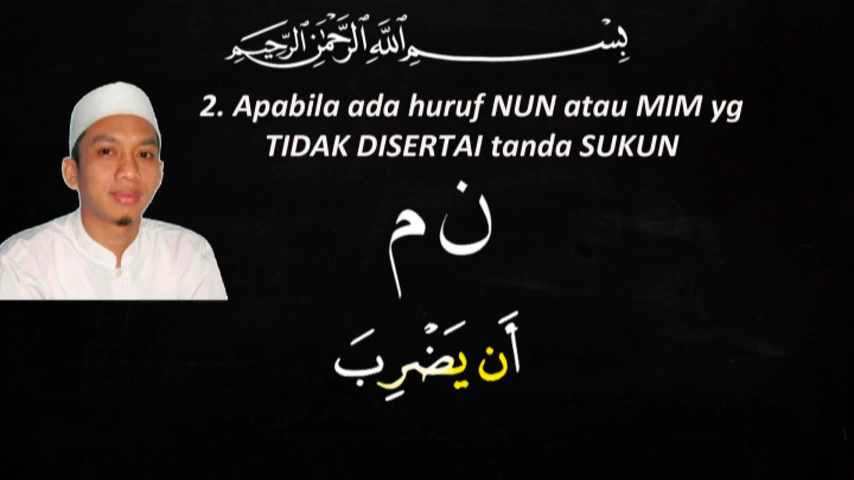 بِسْمِ اللَّهِ الرَّحْمَٰنِ الرَّحِيمِ
2. Apabila ada huruf NUN atau MIM yg
TIDAK DISERTAI tanda SUKUN
ن م
أَن يَضْرِبَ